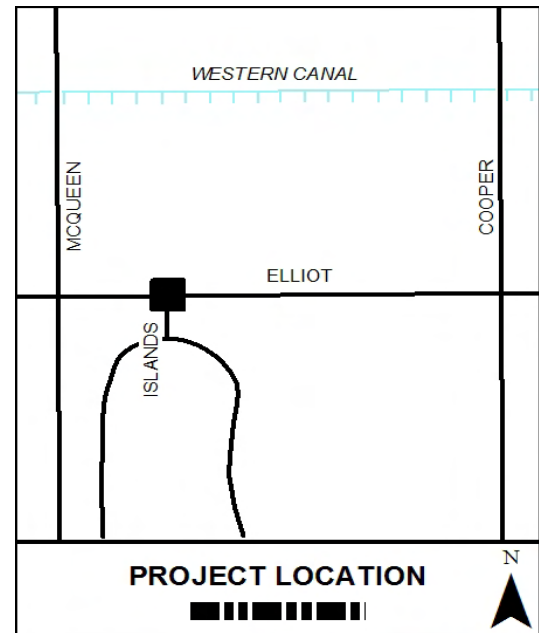 WESTERN CANAL
MCQUEEN
COOPER
ELLIOT
ISLANDS
PROJECT LOCATION
N